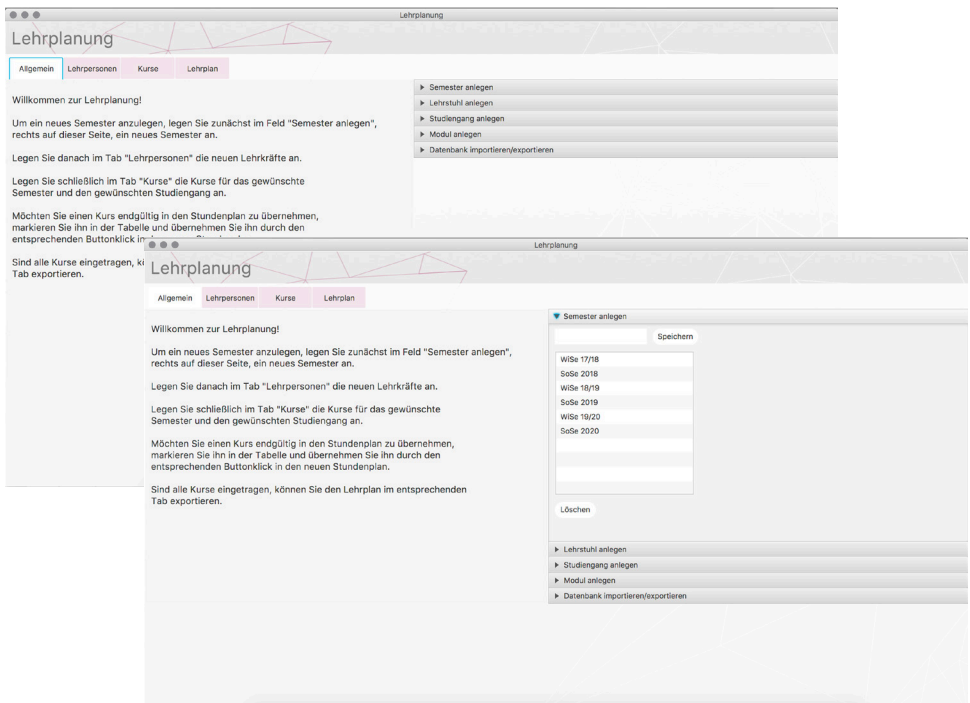 Lehrplanung
Lehrplanung
Allgemein Lehrpersonen Kurse Lehrplan
Willkommen zur Lehrplanung!
Um ein neues Semester anzulegen, legen Sie zunächst im Feld "Semester anlegen",
rechts auf dieser Seite, ein neues Semester an.
Legen Sie danach im Tab "Lehrpersonen" die neuen Lehrkräfte an.
Legen Sie schließlich im Tab "Kurse" die Kurse für das gewünschte
Semester und den gewünschten Studiengang an.
Möchten Sie einen Kurs endgültig in den Stundenplan zu übernehmen,
markieren Sie ihn in der Tabelle und übernehmen Sie ihn durch den
entsprechenden Buttonklick in
Sind alle Kurse eingetragen,
Tab exportieren.
Semester anlegen
Lehrstuhl anlegen
Studiengang anlegen
Modul anlegen
Datenbank importieren/exportieren
Lehrplanung
Lehrplanung
Allgemein Lehrpersonen Kurse Lehrplan
Willkommen zur Lehrplanung!
Um ein neues Semester anzulegen, legen Sie zunächst im Feld "Semester anlegen",
rechts auf dieser Seite, ein neues Semester an.
Legen Sie danach im Tab "Lehrpersonen" die neuen Lehrkräfte an.
Legen Sie schließlich im Tab "Kurse" die Kurse für das gewünschte
Semester und den gewünschten Studiengang an.
Möchten Sie einen Kurs endgültig in den Stundenplan zu übernehmen,
markieren Sie ihn in der Tabelle und übernehmen Sie ihn durch den
entsprechenden Buttonklick in den neuen Stundenplan.
Sind alle Kurse eingetragen, können Sie den Lehrplan im entsprechenden
Tab exportieren.
Semester anlegen
Speichern
WiSe 17/18
SoSe 2018
WiSe 18/19
SoSe 2019
WiSe 19/20
SoSe 2020
Löschen
Lehrstuhl anlegen
Studiengang anlegen
Modul anlegen
Datenbank importieren/exportieren